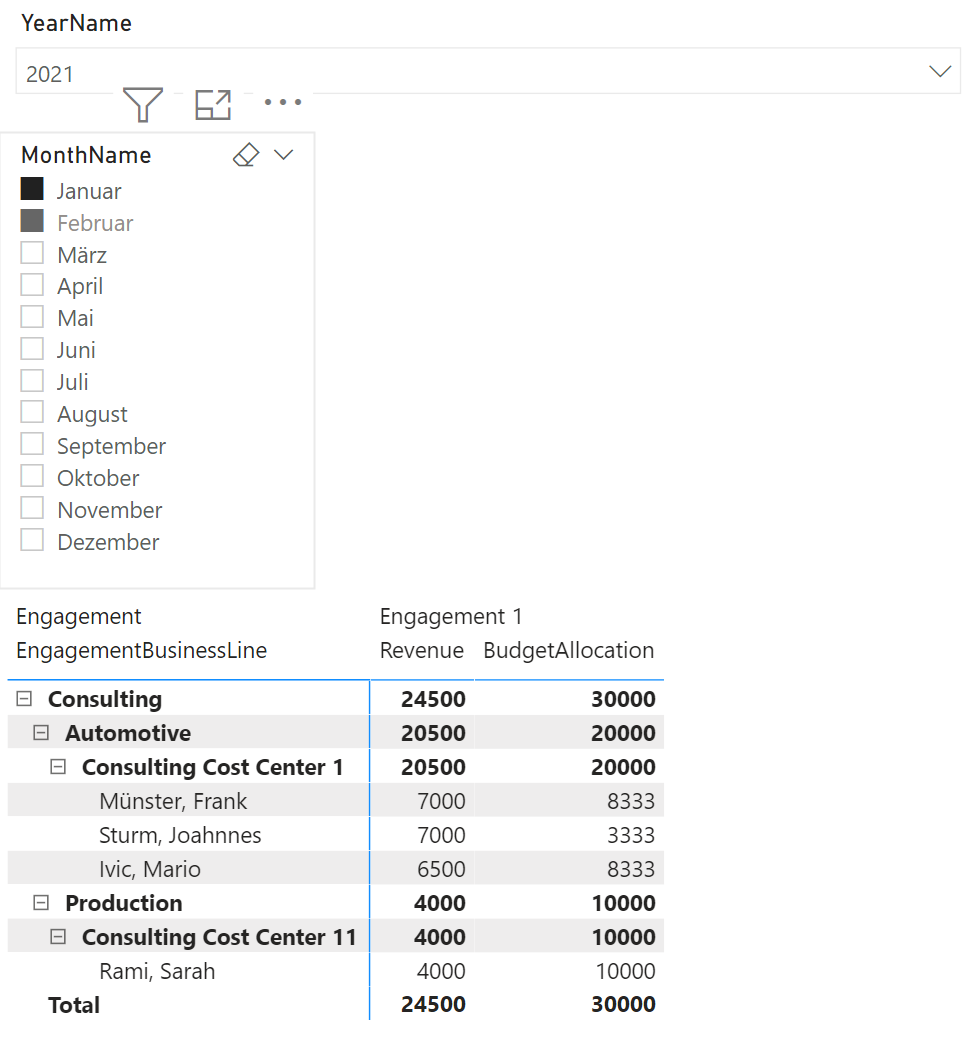 YearName
2021
MonthName
Januar
Februar
März
April
Mai
Juni
Juli
August
September
Oktober
November
Dezember
Engagement Engagement 1
EngagementBusinessLine Revenue BudgetAllocation
Consulting 24500 30000
Automotive 20500 20000
Consulting Cost Center 1 20500 20000
Münster, Frank 7000 8333
Sturm, Joahnnes 7000 3333
Ivic, Mario 6500 8333
Production 4000 10000
Consulting Cost Center 11 4000 10000
Rami, Sarah 4000 10000
Total 24500 30000